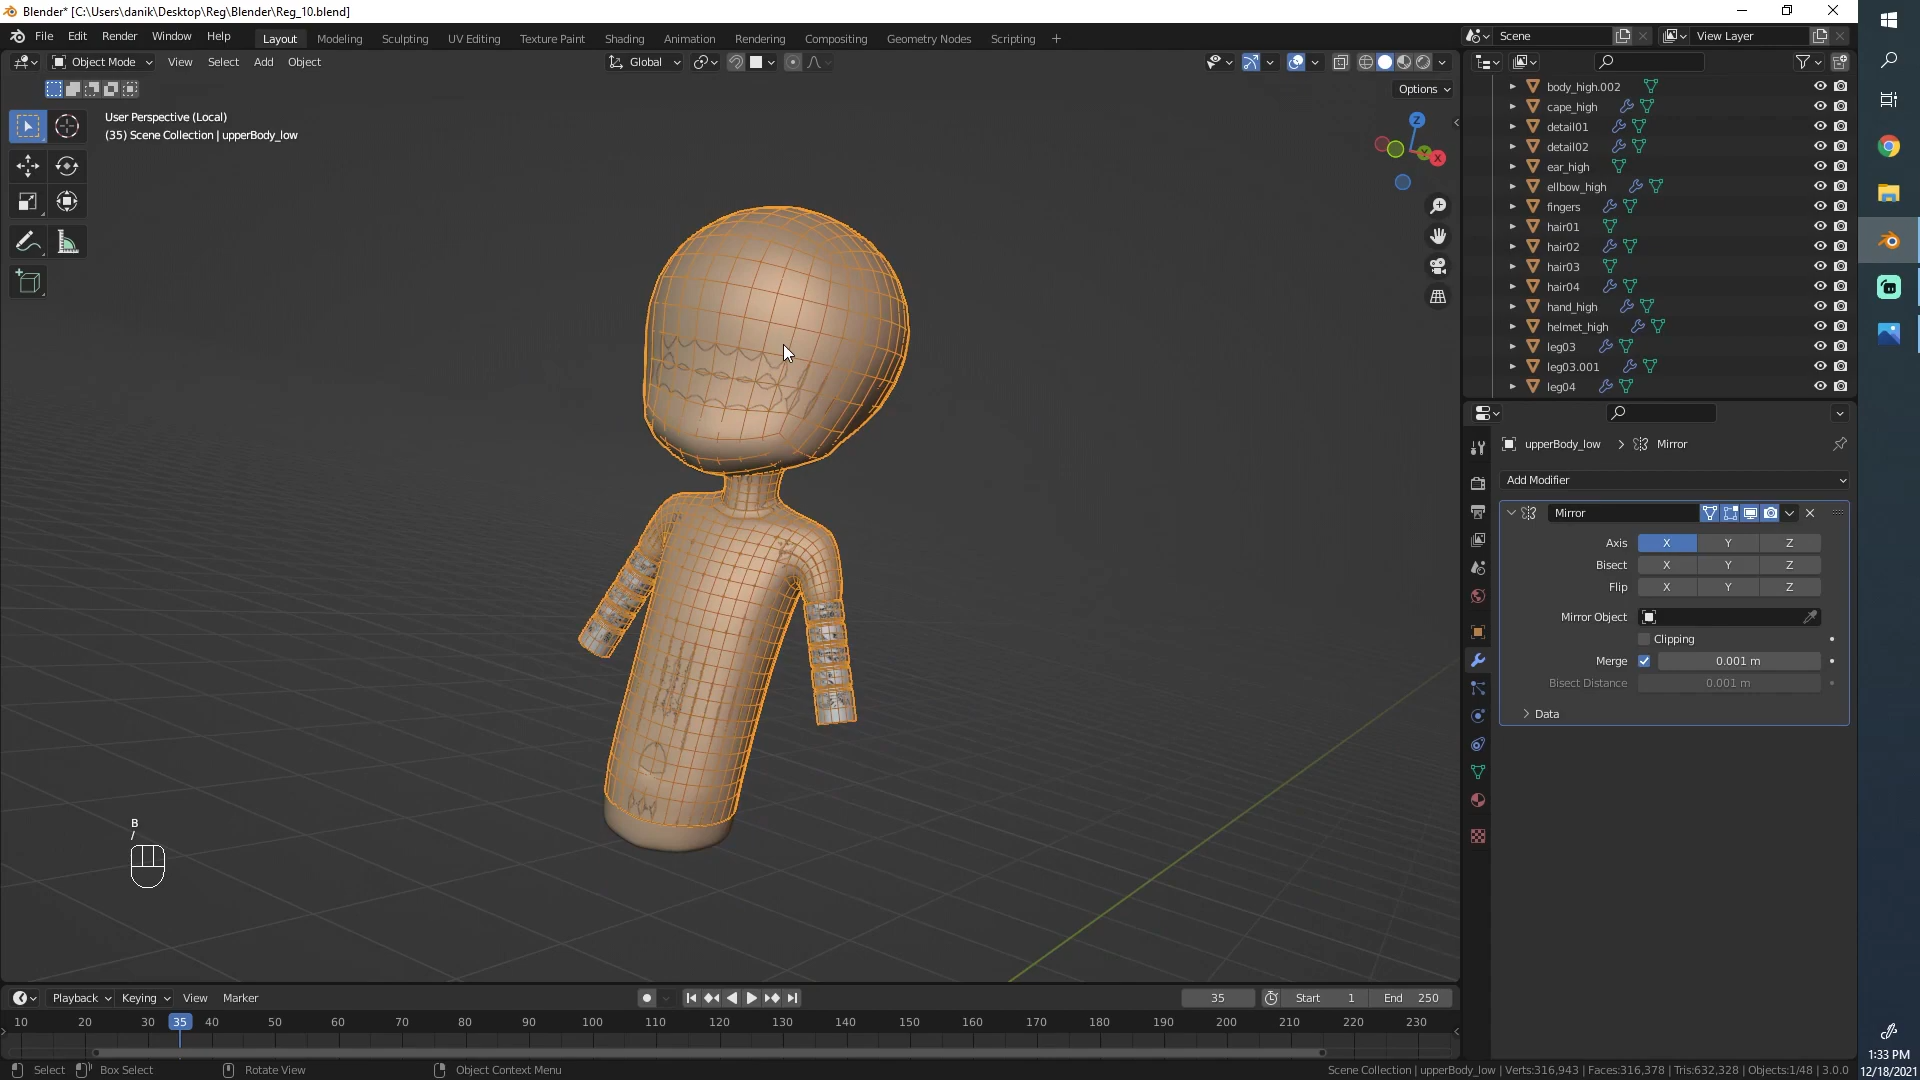 Blender* [C:\Users\danik\Desktop\Reg\Blender\Reg_10.blend]
File Edit Render Window Help Layout Modeling Sculpting UV Editing Texture Paint Shading Animation Rendering Compositing Geometry Nodes Scripting + Scene View Layer
Object Mode View Select Add Object Global
Options
User Perspective (Local)
(35) Scene Collection | upperBody_low
Z
Y
X
body_high.002
cape_high
detail01
detail02
ear_high
ellbow_high
fingers
hair01
hair02
hair03
hair04
hand_high
helmet_high
leg03
leg03.001
leg04
upperBody_low > Mirror
Add Modifier
Mirror
Axis X Y Z
Bisect X Y Z
Flip X Y Z
Mirror Object
Clipping
Merge 0.001 m
Bisect Distance 0.001 m
Data
B
/
Playback Keying View Marker 35 Start 1 End 250
10 20 30 35 40 50 60 70 80 90 100 110 120 130 140 150 160 170 180 190 200 210 220 230
Select Box Select Rotate View Object Context Menu Scene Collection | upperBody_low | Verts:316,943 | Faces:316,378 | Tris:632,328 | Objects:1/48 | 3.0.0
1:33 PM
12/18/2021